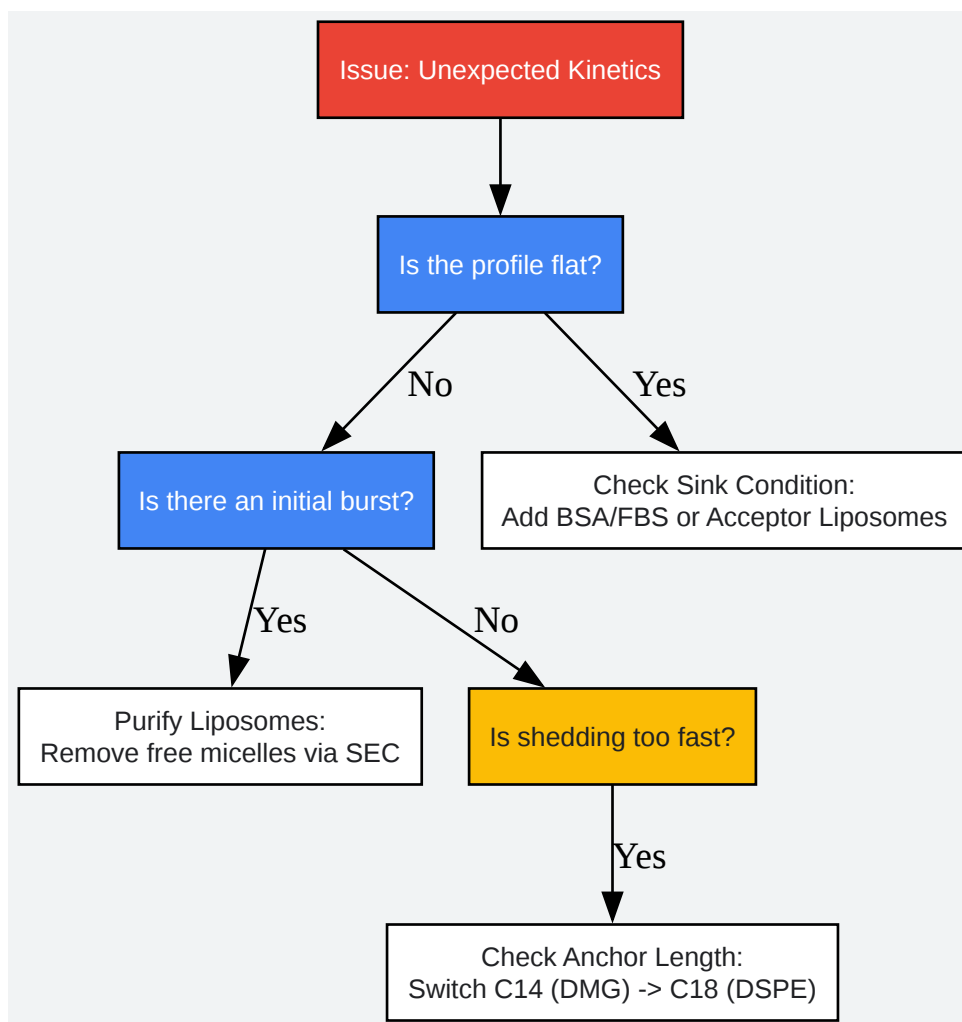 Issue: Unexpected Kinetics
Is the profile flat?
No
Yes
Is there an initial burst?
Check Sink Condition:
Add BSA/FBS or Acceptor Liposomes
Yes
No
Purify Liposomes:
Remove free micelles via SEC
Is shedding too fast?
Yes
Check Anchor Length:
Switch C14 (DMG) -> C18 (DSPE)